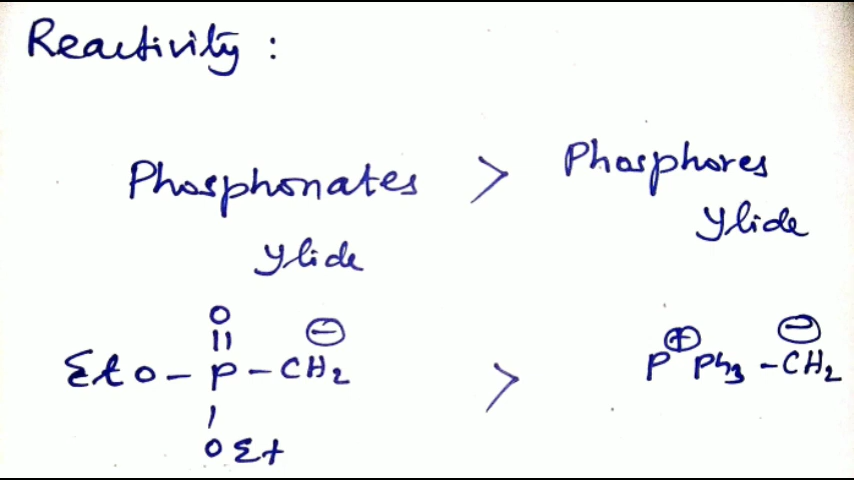 Reactivity :
Phosphonates > Phosphores
Ylide Ylide
O
||
EtO - P - CH₂⊖ > P⊕Ph₃ - CH₂⊖
|
OEt